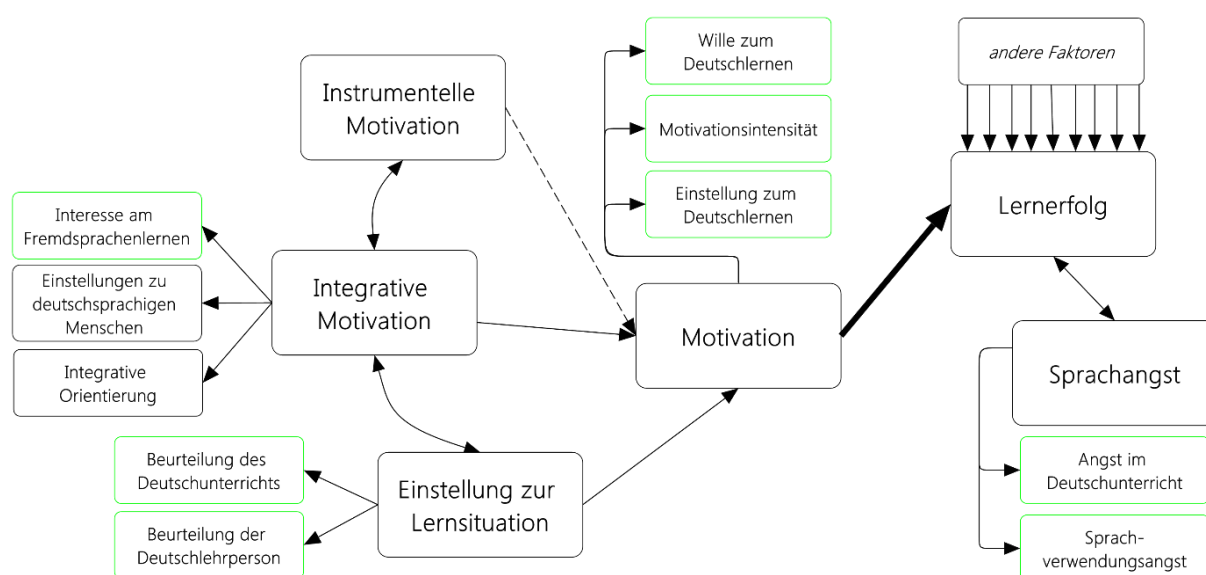 Wille zum
Deutschlernen
andere Faktoren
Instrumentelle
Motivation
Motivationsintensität
Einstellung zum
Deutschlernen
Lernerfolg
Interesse am
Fremdsprachenlernen
Einstellungen zu
deutschsprachigen
Menschen
Integrative
Orientierung
Integrative
Motivation
Motivation
Sprachangst
Beurteilung des
Deutschunterrichts
Beurteilung der
Deutschlehrperson
Einstellung zur
Lernsituation
Angst im
Deutschunterricht
Sprach-
verwendungsangst